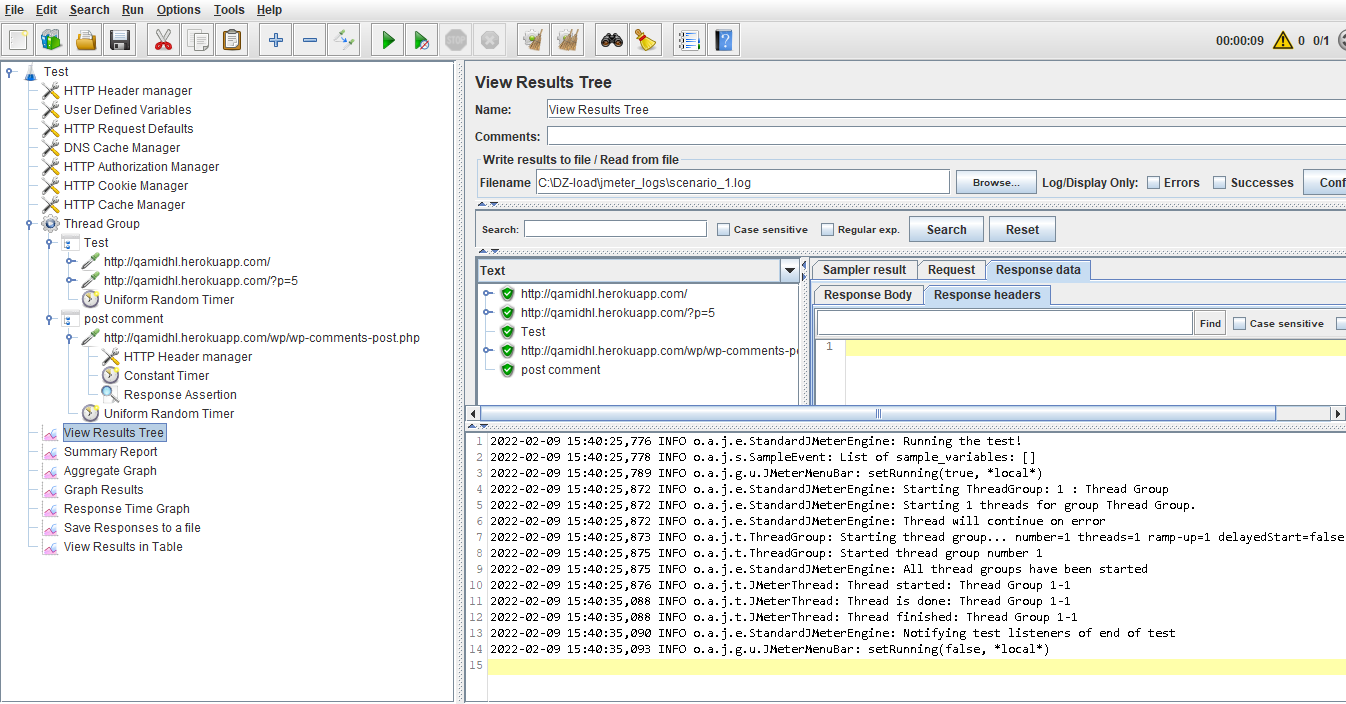 File Edit Search Run Options Tools Help
STOP
00:00:09 0 0/1
Test
HTTP Header manager
User Defined Variables
HTTP Request Defaults
DNS Cache Manager
HTTP Authorization Manager
HTTP Cookie Manager
HTTP Cache Manager
Thread Group
Test
http://qamidhl.herokuapp.com/
http://qamidhl.herokuapp.com/?p=5
Uniform Random Timer
post comment
http://qamidhl.herokuapp.com/wp/wp-comments-post.php
HTTP Header manager
Constant Timer
Response Assertion
Uniform Random Timer
View Results Tree
Summary Report
Aggregate Graph
Graph Results
Response Time Graph
Save Responses to a file
View Results in Table
View Results Tree
Name: View Results Tree
Comments:
Write results to file / Read from file
Filename C:\DZ-load\jmeter_logs\scenario_1.log Browse... Log/Display Only: Errors Successes Conf
Search: Case sensitive Regular exp. Search Reset
Text
http://qamidhl.herokuapp.com/
http://qamidhl.herokuapp.com/?p=5
Test
http://qamidhl.herokuapp.com/wp/wp-comments-po
post comment
Sampler result Request Response data
Response Body Response headers
Find Case sensitive
1
1 2022-02-09 15:40:25,776 INFO o.a.j.e.StandardJMeterEngine: Running the test!
2 2022-02-09 15:40:25,778 INFO o.a.j.s.SampleEvent: List of sample_variables: []
3 2022-02-09 15:40:25,789 INFO o.a.j.g.u.JMeterMenuBar: setRunning(true, *local*)
4 2022-02-09 15:40:25,872 INFO o.a.j.e.StandardJMeterEngine: Starting ThreadGroup: 1 : Thread Group
5 2022-02-09 15:40:25,872 INFO o.a.j.e.StandardJMeterEngine: Starting 1 threads for group Thread Group.
6 2022-02-09 15:40:25,872 INFO o.a.j.e.StandardJMeterEngine: Thread will continue on error
7 2022-02-09 15:40:25,873 INFO o.a.j.t.ThreadGroup: Starting thread group... number=1 threads=1 ramp-up=1 delayedStart=false
8 2022-02-09 15:40:25,875 INFO o.a.j.t.ThreadGroup: Started thread group number 1
9 2022-02-09 15:40:25,875 INFO o.a.j.e.StandardJMeterEngine: All thread groups have been started
10 2022-02-09 15:40:25,876 INFO o.a.j.t.JMeterThread: Thread started: Thread Group 1-1
11 2022-02-09 15:40:35,088 INFO o.a.j.t.JMeterThread: Thread is done: Thread Group 1-1
12 2022-02-09 15:40:35,088 INFO o.a.j.t.JMeterThread: Thread finished: Thread Group 1-1
13 2022-02-09 15:40:35,090 INFO o.a.j.e.StandardJMeterEngine: Notifying test listeners of end of test
14 2022-02-09 15:40:35,093 INFO o.a.j.g.u.JMeterMenuBar: setRunning(false, *local*)
15